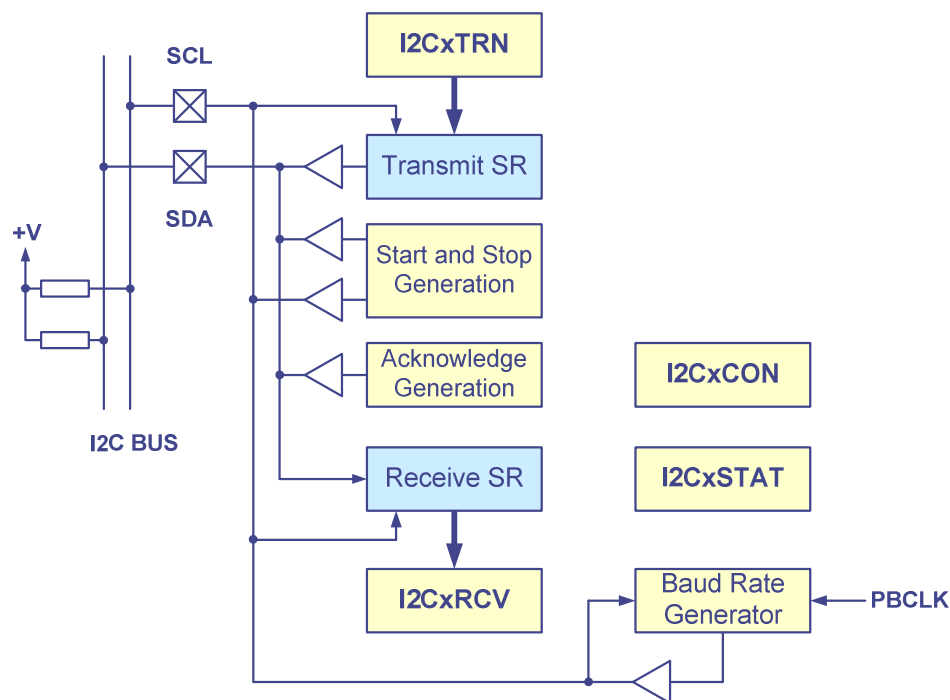 I2CxTRN
SCL
Transmit SR
SDA
+V
Start and Stop
Generation
Acknowledge
Generation
I2CxCON
I2C BUS
Receive SR
I2CxSTAT
I2CxRCV
Baud Rate
Generator
PBCLK